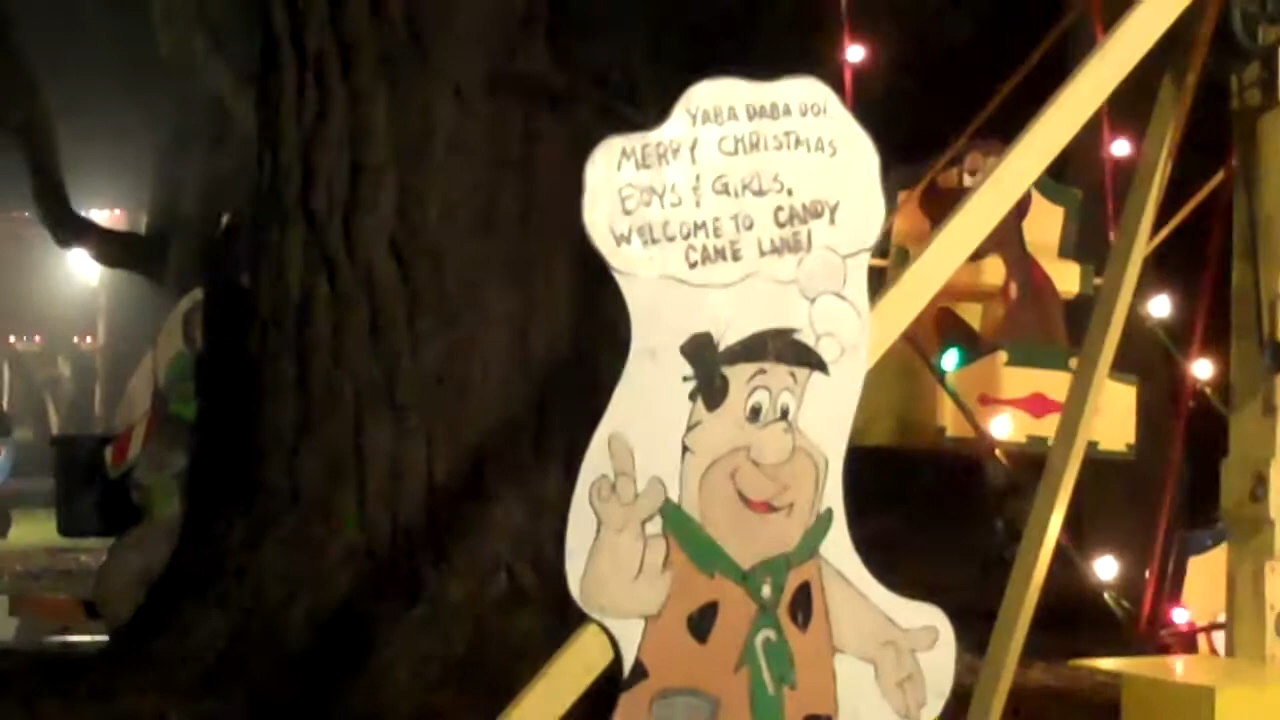 YABA DABA DO!
MERRY CHRISTMAS
BOYS & GIRLS.
WELCOME TO CANDY
CANE LANE!